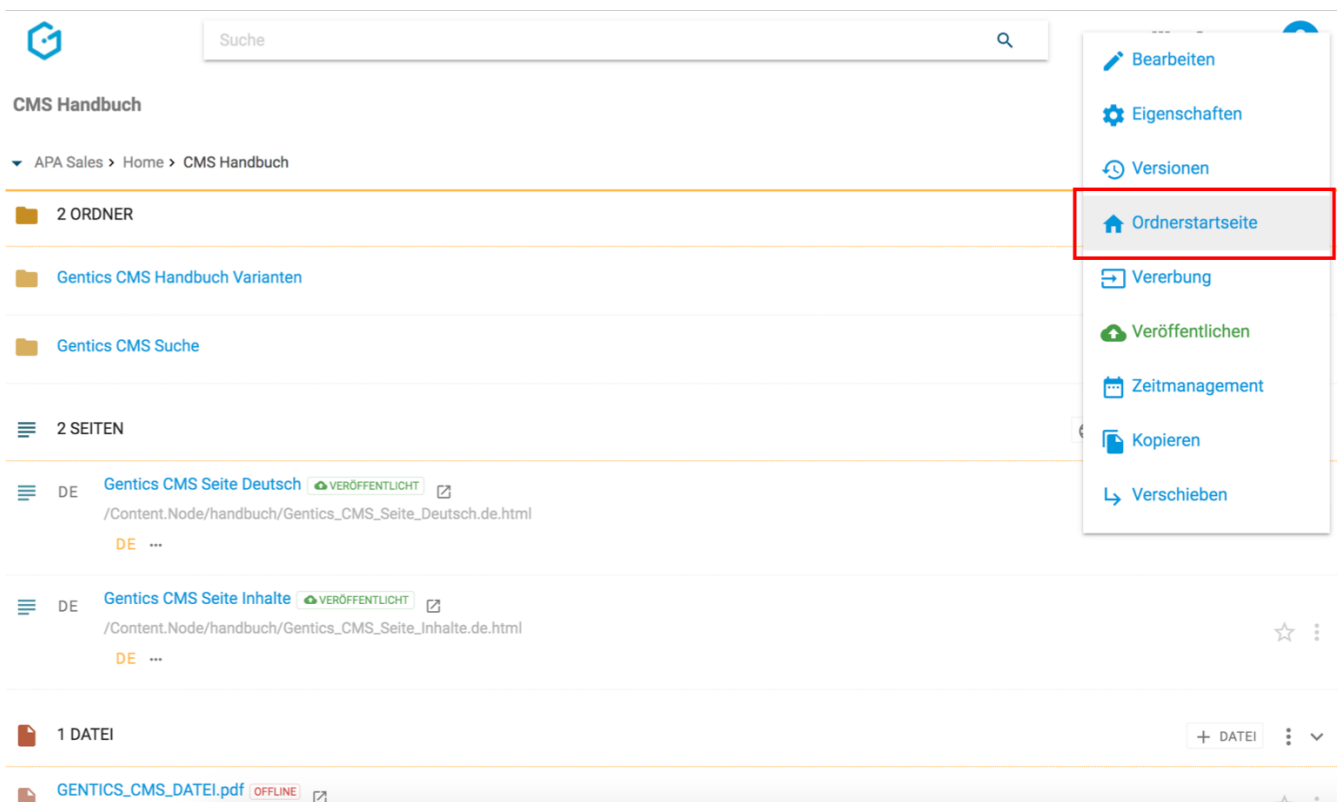 Suche
CMS Handbuch
APA Sales > Home > CMS Handbuch
2 ORDNER
Gentics CMS Handbuch Varianten
Gentics CMS Suche
2 SEITEN
DE Gentics CMS Seite Deutsch VERÖFFENTLICHT
/Content.Node/handbuch/Gentics_CMS_Seite_Deutsch.de.html
DE ···
DE Gentics CMS Seite Inhalte VERÖFFENTLICHT
/Content.Node/handbuch/Gentics_CMS_Seite_Inhalte.de.html
DE ···
1 DATEI
+ DATEI
GENTICS_CMS_DATEI.pdf OFFLINE
Bearbeiten
Eigenschaften
Versionen
Ordnerstartseite
Vererbung
Veröffentlichen
Zeitmanagement
Kopieren
Verschieben